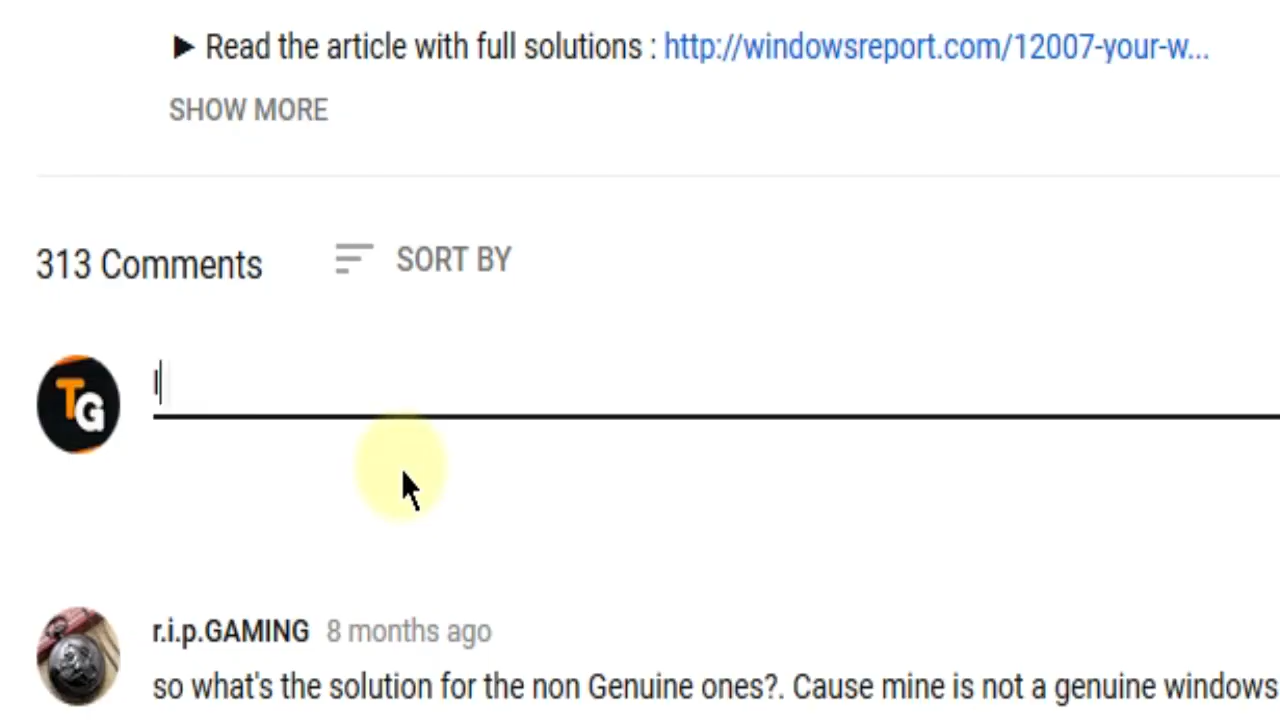 ► Read the article with full solutions : http://windowsreport.com/12007-your-w...
SHOW MORE
313 Comments SORT BY
TG
I
r.i.p.GAMING 8 months ago
so what's the solution for the non Genuine ones?. Cause mine is not a genuine windows